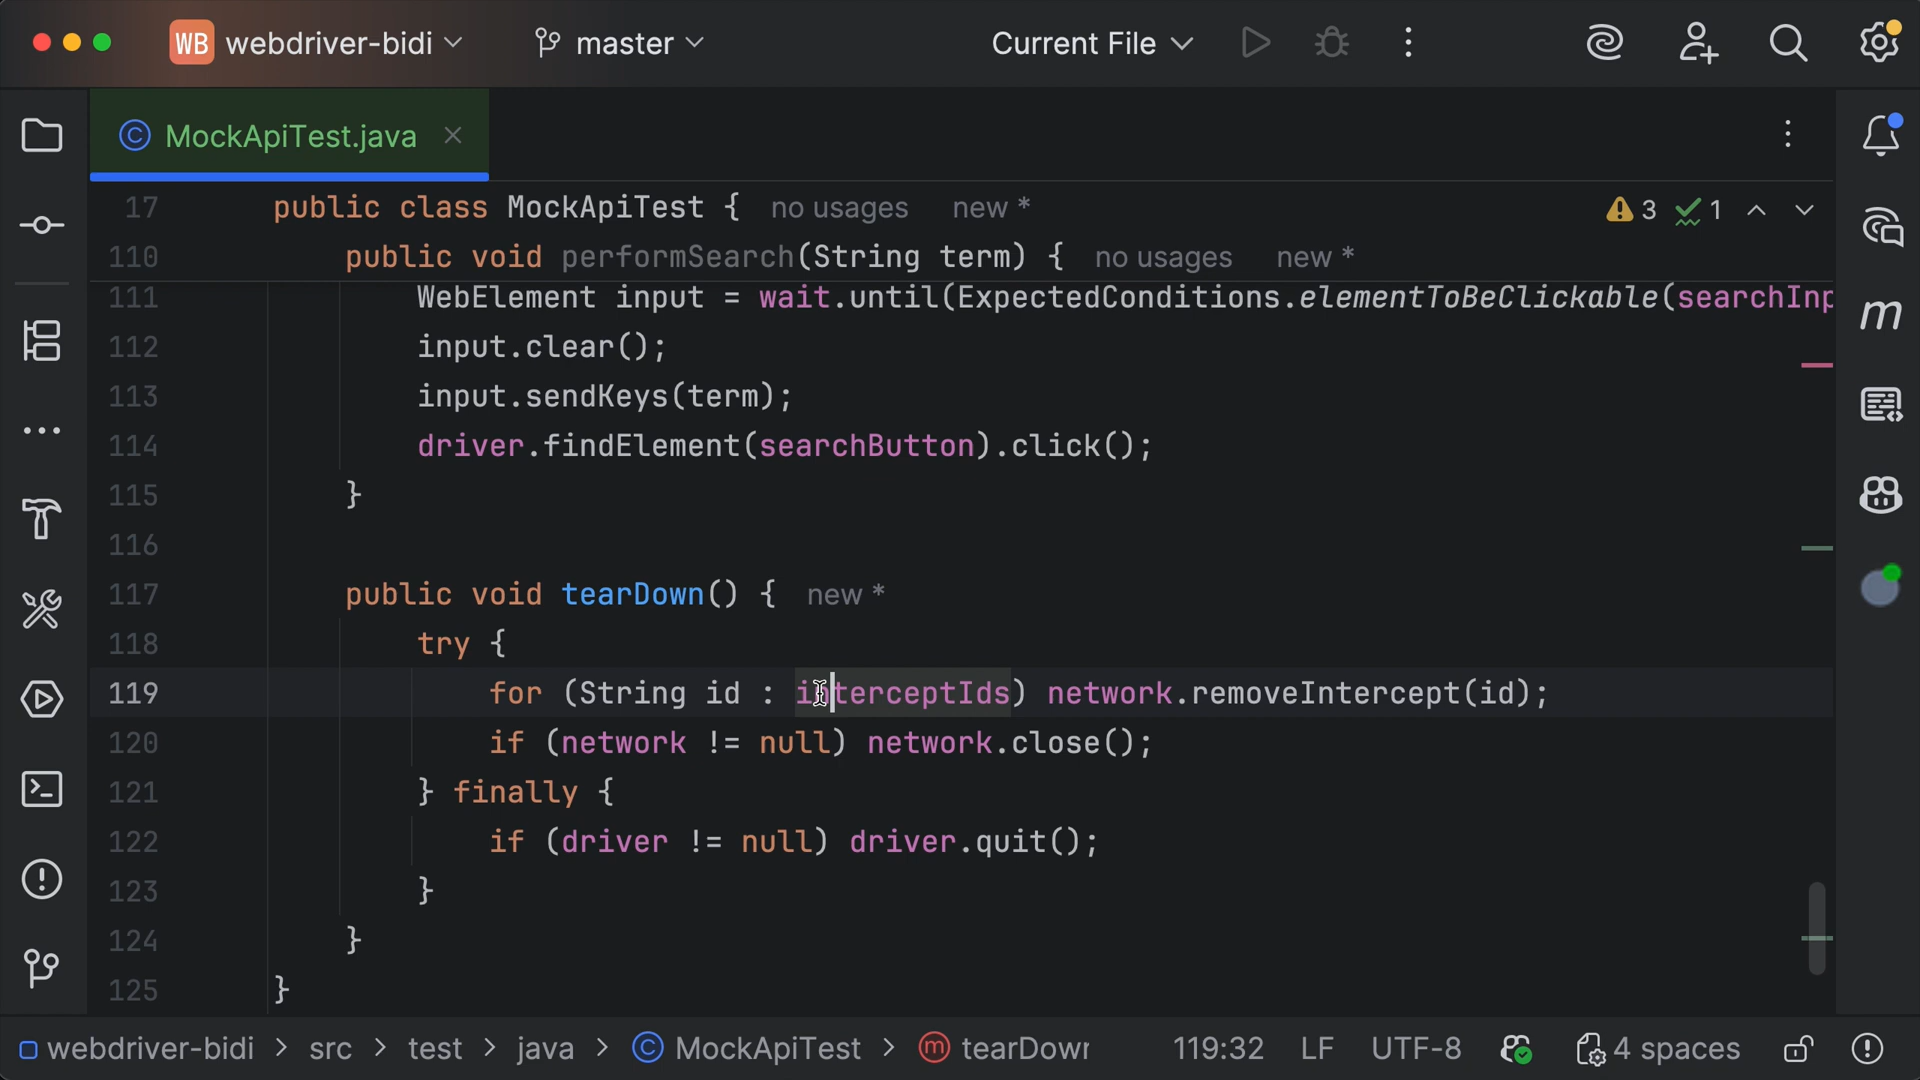 WB webdriver-bidi master Current File
MockApiTest.java
17 public class MockApiTest { no usages new *
3 1
110 public void performSearch(String term) { no usages new *
111 WebElement input = wait.until(ExpectedConditions.elementToBeClickable(searchInp
112 input.clear();
113 input.sendKeys(term);
114 driver.findElement(searchButton).click();
115 }
116
117 public void tearDown() { new *
118 try {
119 for (String id : interceptIds) network.removeIntercept(id);
120 if (network != null) network.close();
121 } finally {
122 if (driver != null) driver.quit();
123 }
124 }
125 }
webdriver-bidi > src > test > java > MockApiTest > tearDowr 119:32 LF UTF-8 4 spaces